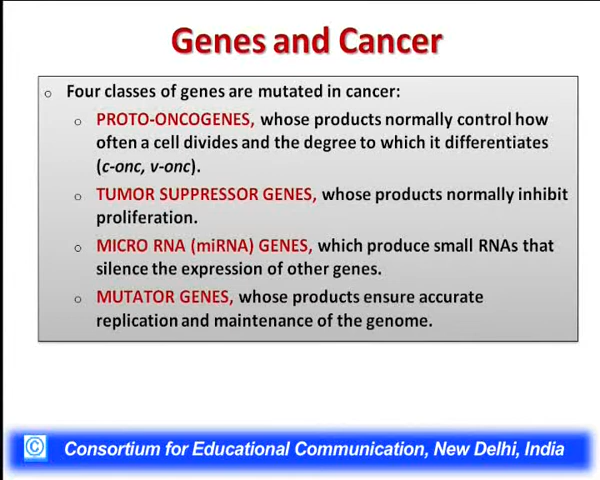 Genes and Cancer
Four classes of genes are mutated in cancer:
PROTO-ONCOGENES, whose products normally control how
often a cell divides and the degree to which it differentiates
(c-onc, v-onc).
TUMOR SUPPRESSOR GENES, whose products normally inhibit
proliferation.
MICRO RNA (miRNA) GENES, which produce small RNAs that
silence the expression of other genes.
MUTATOR GENES, whose products ensure accurate
replication and maintenance of the genome.
© Consortium for Educational Communication, New Delhi, India